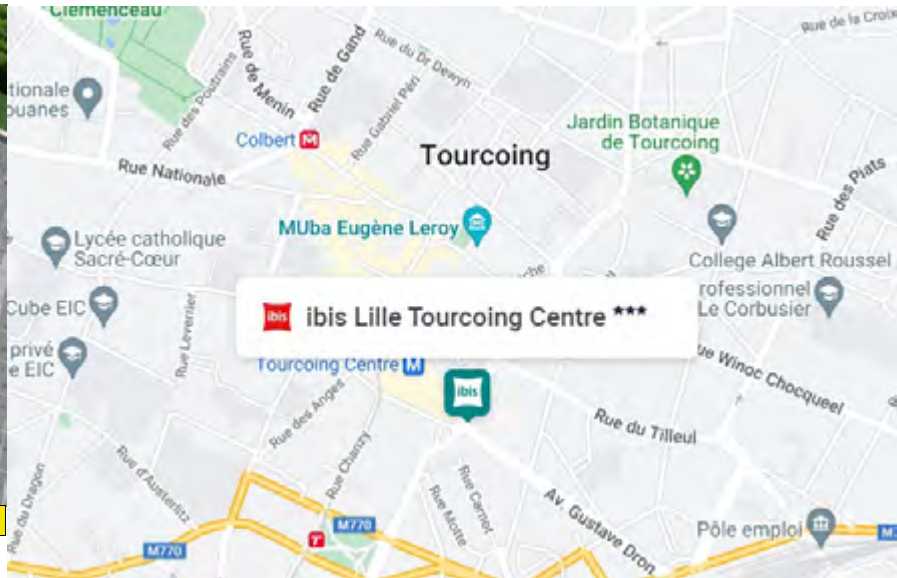 Clemenceau
Rue de la Croix
Rue du Dr Dewyn
Rue de Gand
Rue de Menin
tionale
ouanes
Rue des Poutrains
Rue Gabriel Péri
Colbert M
Jardin Botanique
de Tourcoing
Tourcoing
Rue Nationale
Rue des Piats
MUba Eugène Leroy
Lycée catholique
Sacré-Cœur
College Albert Roussel
rofessionnel
Le Corbusier
Cube EIC
ibis
ibis Lille Tourcoing Centre ***
Rue Leverrier
privé
e EIC
Tourcoing Centre M
ue Winoc Chocqueel
ibis
Rue des Anges
Rue du Tilleul
Rue Chanzy
Rue d'Austerlitz
Rue du Dragon
Rue Carnot
Rue Motte
Av. Gustave Dron
M770
T
Pôle emploi
M770